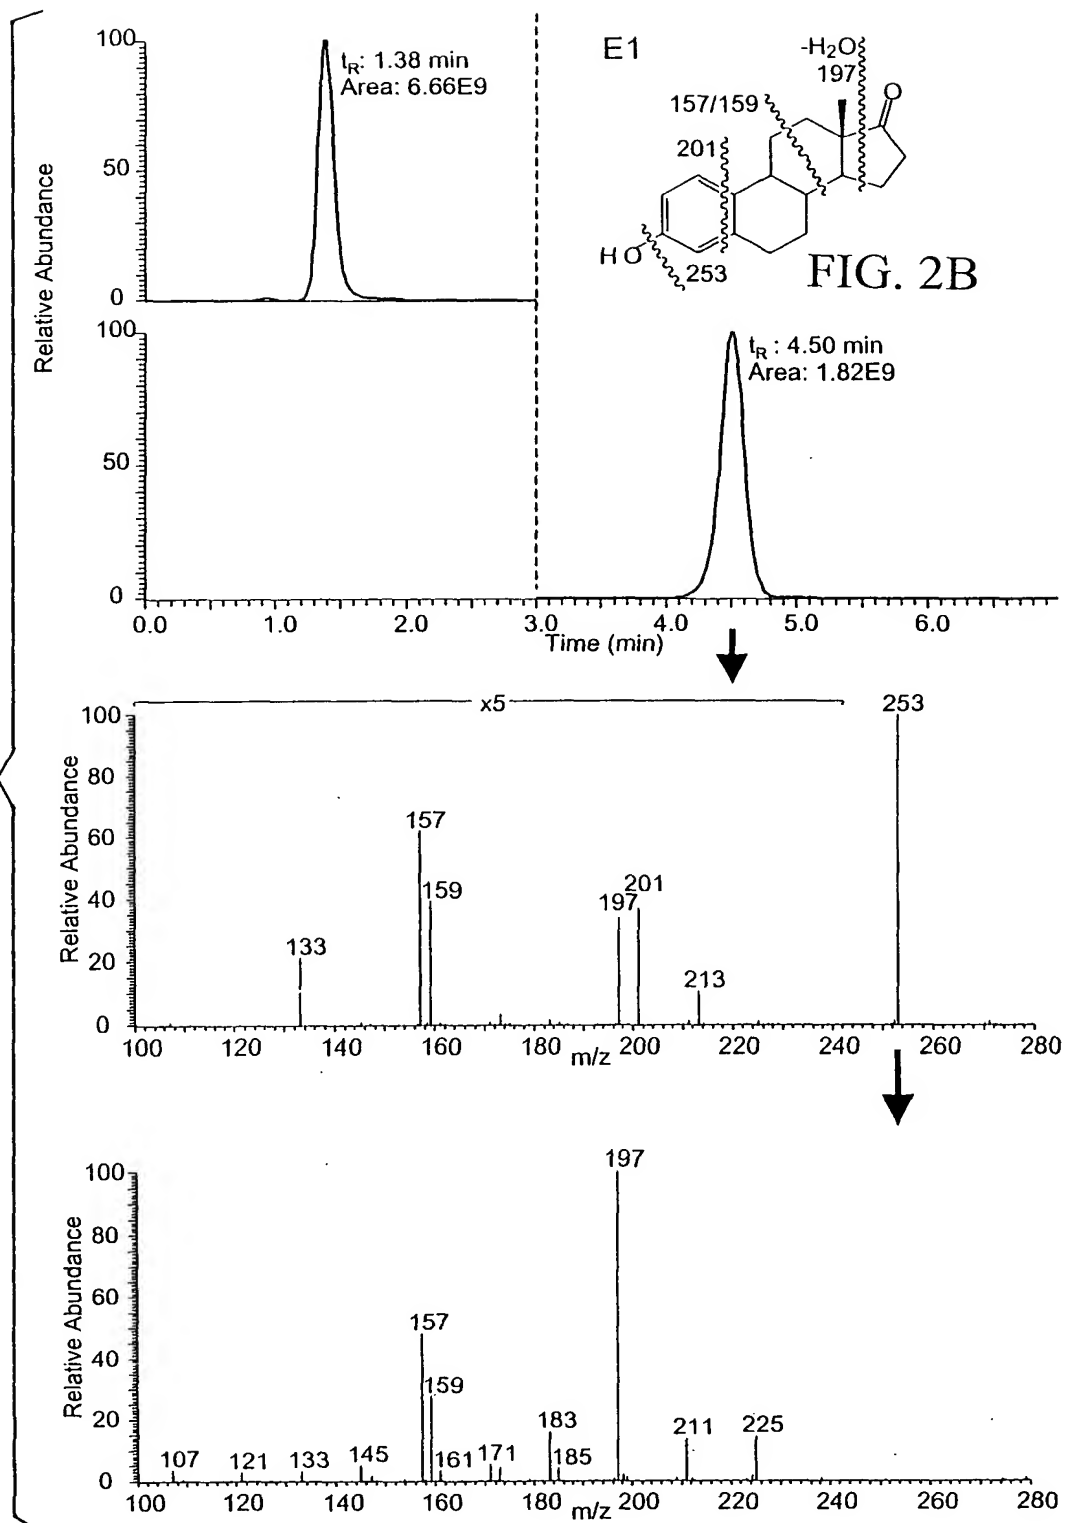 100
50
0
Relative Abundance
tR: 1.38 min
Area: 6.66E9
E1
-H2O
197
O
157/159
201
HO
253
FIG. 2B
100
50
0
tR : 4.50 min
Area: 1.82E9
0.0 1.0 2.0 3.0 4.0 5.0 6.0
Time (min)
x5
253
100
80
60
40
20
0
Relative Abundance
133
157
159
197
201
213
100 120 140 160 180 200 220 240 260 280
m/z
100
80
60
40
20
0
Relative Abundance
197
157
159
183
211
225
107 121 133 145 161 171 185
100 120 140 160 180 200 220 240 260 280
m/z